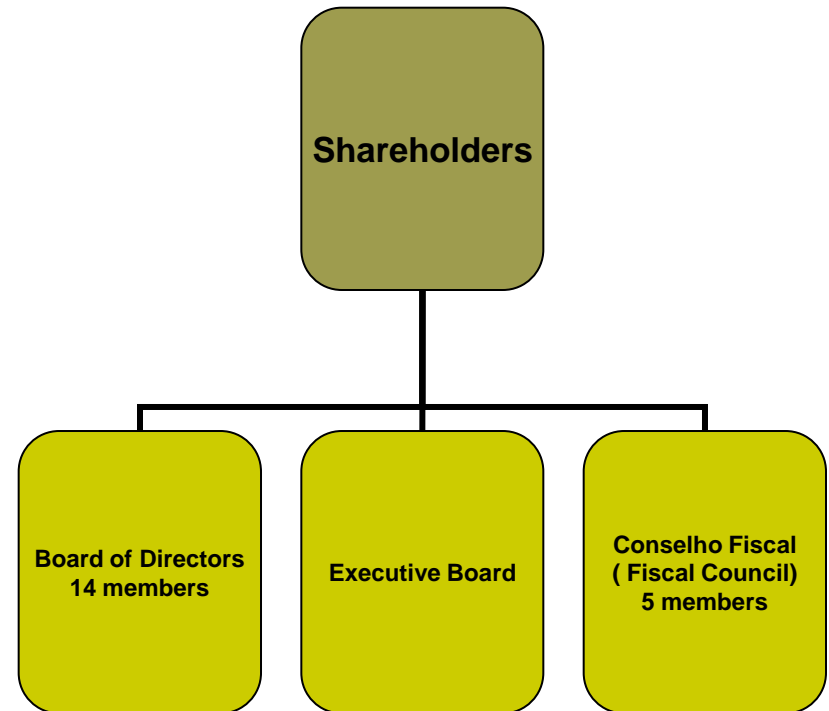 Shareholders
Board of Directors
14 members
Executive Board
Conselho Fiscal
( Fiscal Council)
5 members